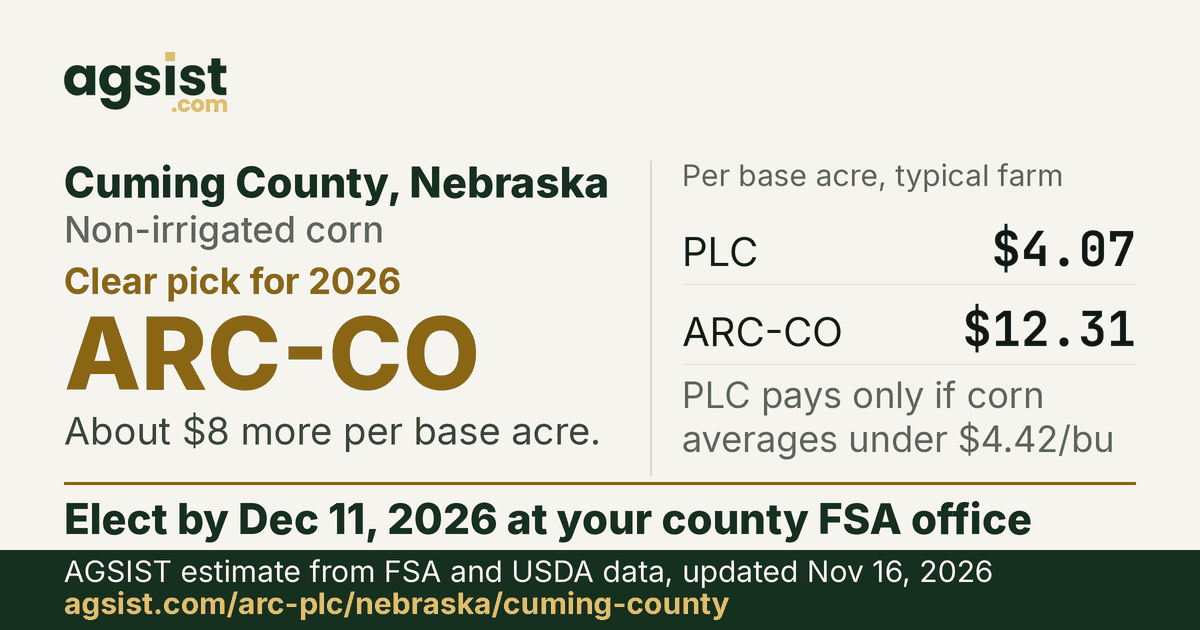 agsist
.com
Cuming County, Nebraska
Non-irrigated corn
Clear pick for 2026
ARC-CO
About $8 more per base acre.
Per base acre, typical farm
PLC $4.07
ARC-CO $12.31
PLC pays only if corn
averages under $4.42/bu
Elect by Dec 11, 2026 at your county FSA office
AGSIST estimate from FSA and USDA data, updated Nov 16, 2026
agsist.com/arc-plc/nebraska/cuming-county